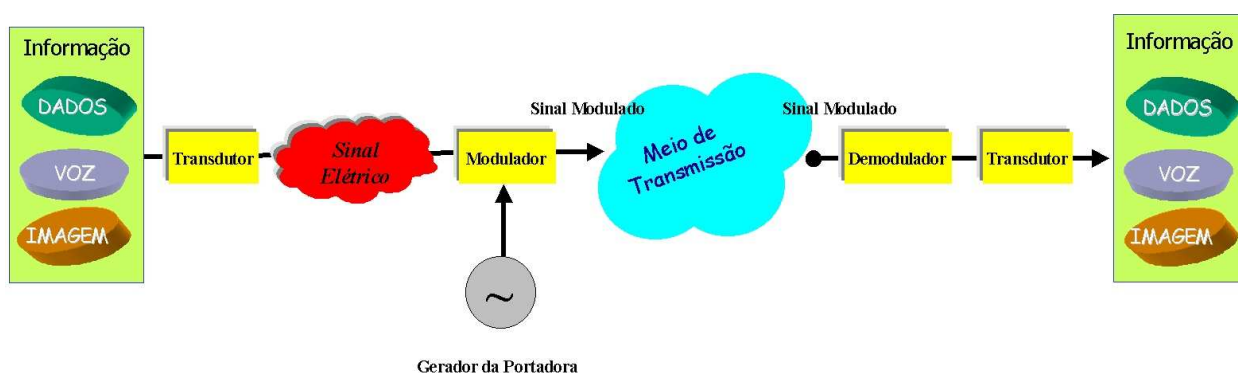 Informação
DADOS
VOZ
IMAGEM
Transdutor
Sinal
Elétrico
Modulador
Gerador da Portadora
~
Sinal Modulado
Meio de
Transmissão
Sinal Modulado
Demodulador
Transdutor
Informação
DADOS
VOZ
IMAGEM